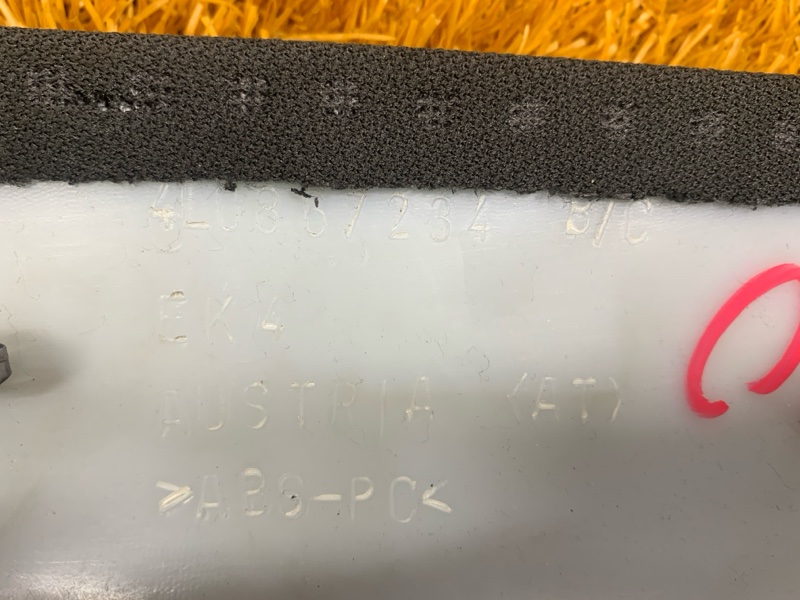 4L0867234 B/C
EK4
AUSTRIA (AT)
>ABS-PC<